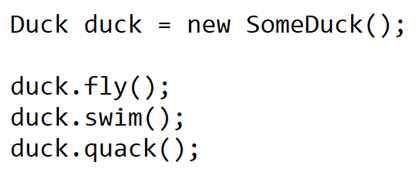 Duck duck = new SomeDuck();
duck.fly();
duck.swim();
duck.quack();